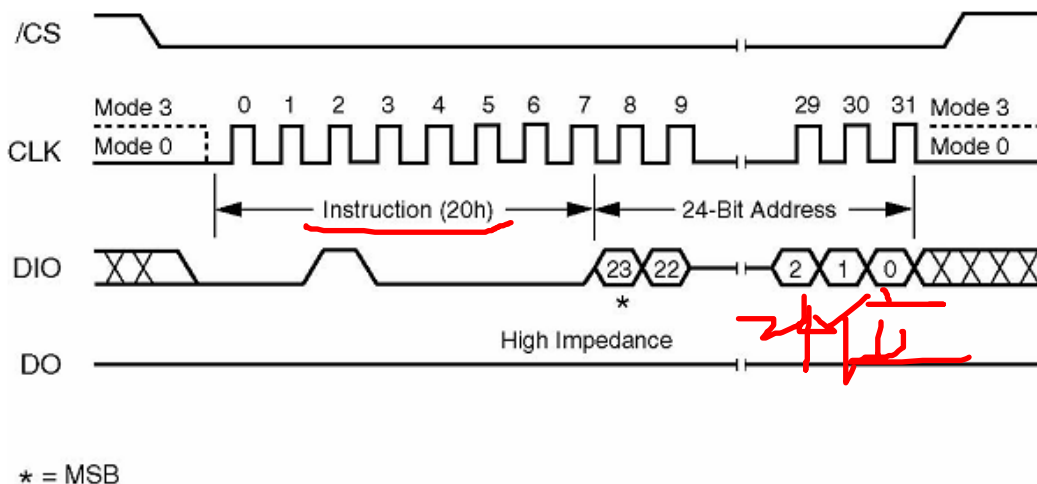 /CS
Mode 3 0 1 2 3 4 5 6 7 8 9 29 30 31 Mode 3
CLK Mode 0 Mode 0
Instruction (20h) 24-Bit Address
DIO 23 22 2 1 0
*
24位
High Impedance
DO
* = MSB